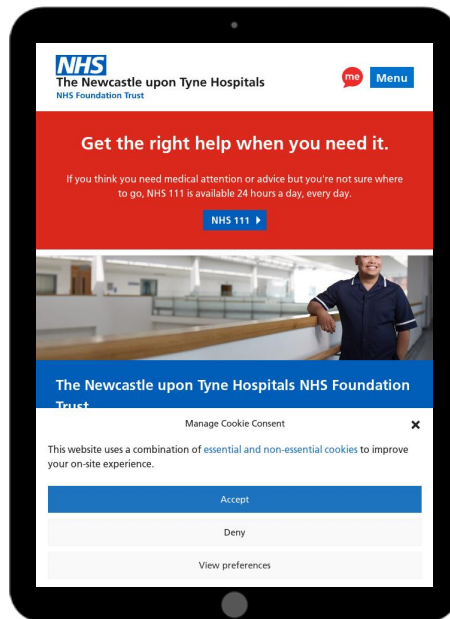 NHS
The Newcastle upon Tyne Hospitals
NHS Foundation Trust
me
Menu
Get the right help when you need it.
If you think you need medical attention or advice but you're not sure where
to go, NHS 111 is available 24 hours a day, every day.
NHS 111
The Newcastle upon Tyne Hospitals NHS Foundation
Trust
Manage Cookie Consent
This website uses a combination of essential and non-essential cookies to improve
your on-site experience.
Accept
Deny
View preferences